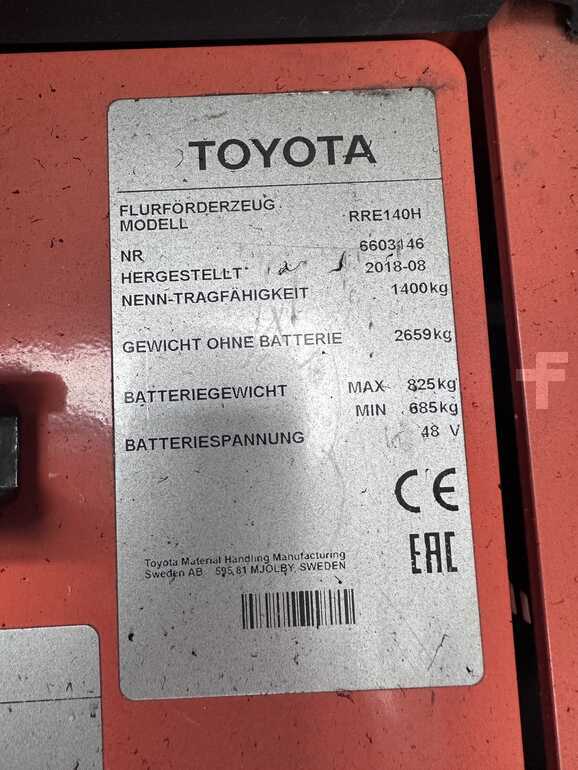 TOYOTA
FLURFÖRDERZEUG
MODELL RRE140H
NR 6603146
HERGESTELLT 2018-08
NENN-TRAGFÄHIGKEIT 1400kg
GEWICHT OHNE BATTERIE 2659kg
BATTERIEGEWICHT MAX 825kg
MIN 685kg
BATTERIESPANNUNG 48 V
CE
EAC
Toyota Material Handling Manufacturing
Sweden AB 595 81 MJÖLBY, SWEDEN